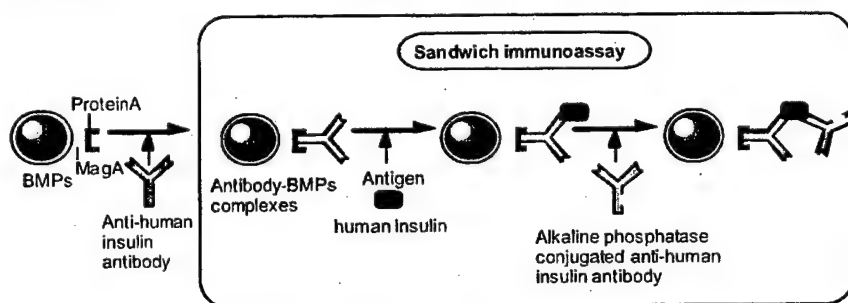 Sandwich immunoassay
ProteinA
MagA
BMPs
Anti-human
insulin
antibody
Antibody-BMPs
complexes
Antigen
human Insulin
Alkaline phosphatase
conjugated anti-human
insulin antibody